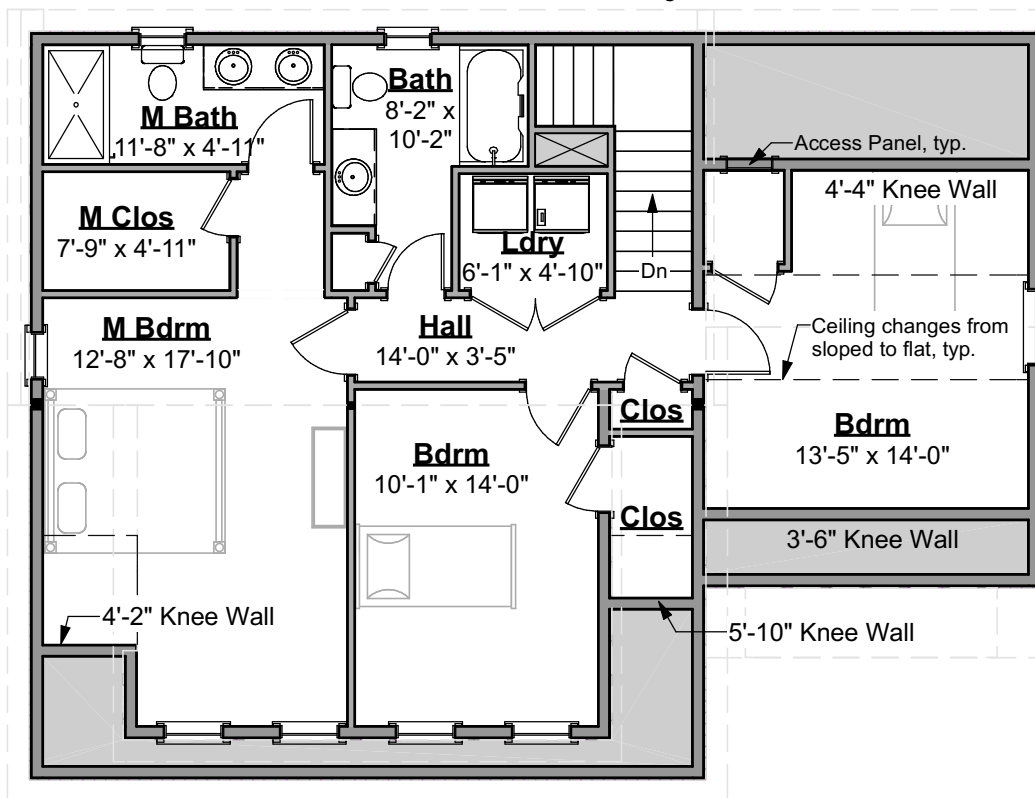 M Bath
11'-8" x 4'-11"
Bath
8'-2" x
10'-2"
Access Panel, typ.
4'-4" Knee Wall
M Clos
7'-9" x 4'-11"
Ldry
6'-1" x 4'-10"
Dn
M Bdrm
12'-8" x 17'-10"
Hall
14'-0" x 3'-5"
Ceiling changes from
sloped to flat, typ.
Clos
Bdrm
13'-5" x 14'-0"
Bdrm
10'-1" x 14'-0"
Clos
3'-6" Knee Wall
4'-2" Knee Wall
5'-10" Knee Wall